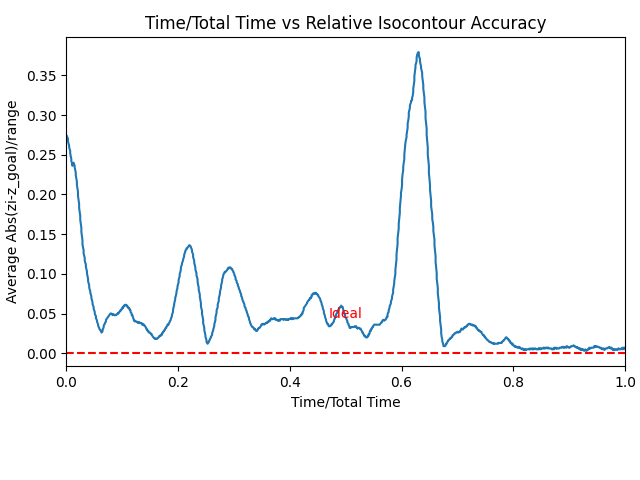 Time/Total Time vs Relative Isocontour Accuracy
Average Abs(zi-z_goal)/range
0.35
0.30
0.25
0.20
0.15
0.10
0.05
0.00
Ideal
0.0 0.2 0.4 0.6 0.8 1.0
Time/Total Time